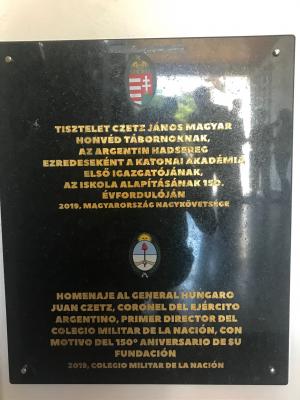 TISZTELET CZETZ JÁNOS MAGYAR
HONVÉD TÁBORNOKNAK,
AZ ARGENTIN HADSEREG
EZREDESEKÉNT A KATONAI AKADÉMIA
ELSŐ IGAZGATÓJÁNAK,
AZ ISKOLA ALAPÍTÁSÁNAK 150.
ÉVFORDULÓJÁN
2019, MAGYARORSZÁG NAGYKÖVETSÉGE
HOMENAJE AL GENERAL HUNGARO
JUAN CZETZ, CORONEL DEL EJÉRCITO
ARGENTINO, PRIMER DIRECTOR DEL
COLEGIO MILITAR DE LA NACIÓN, CON
MOTIVO DEL 150º ANIVERSARIO DE SU
FUNDACIÓN
2019, COLEGIO MILITAR DE LA NACIÓN